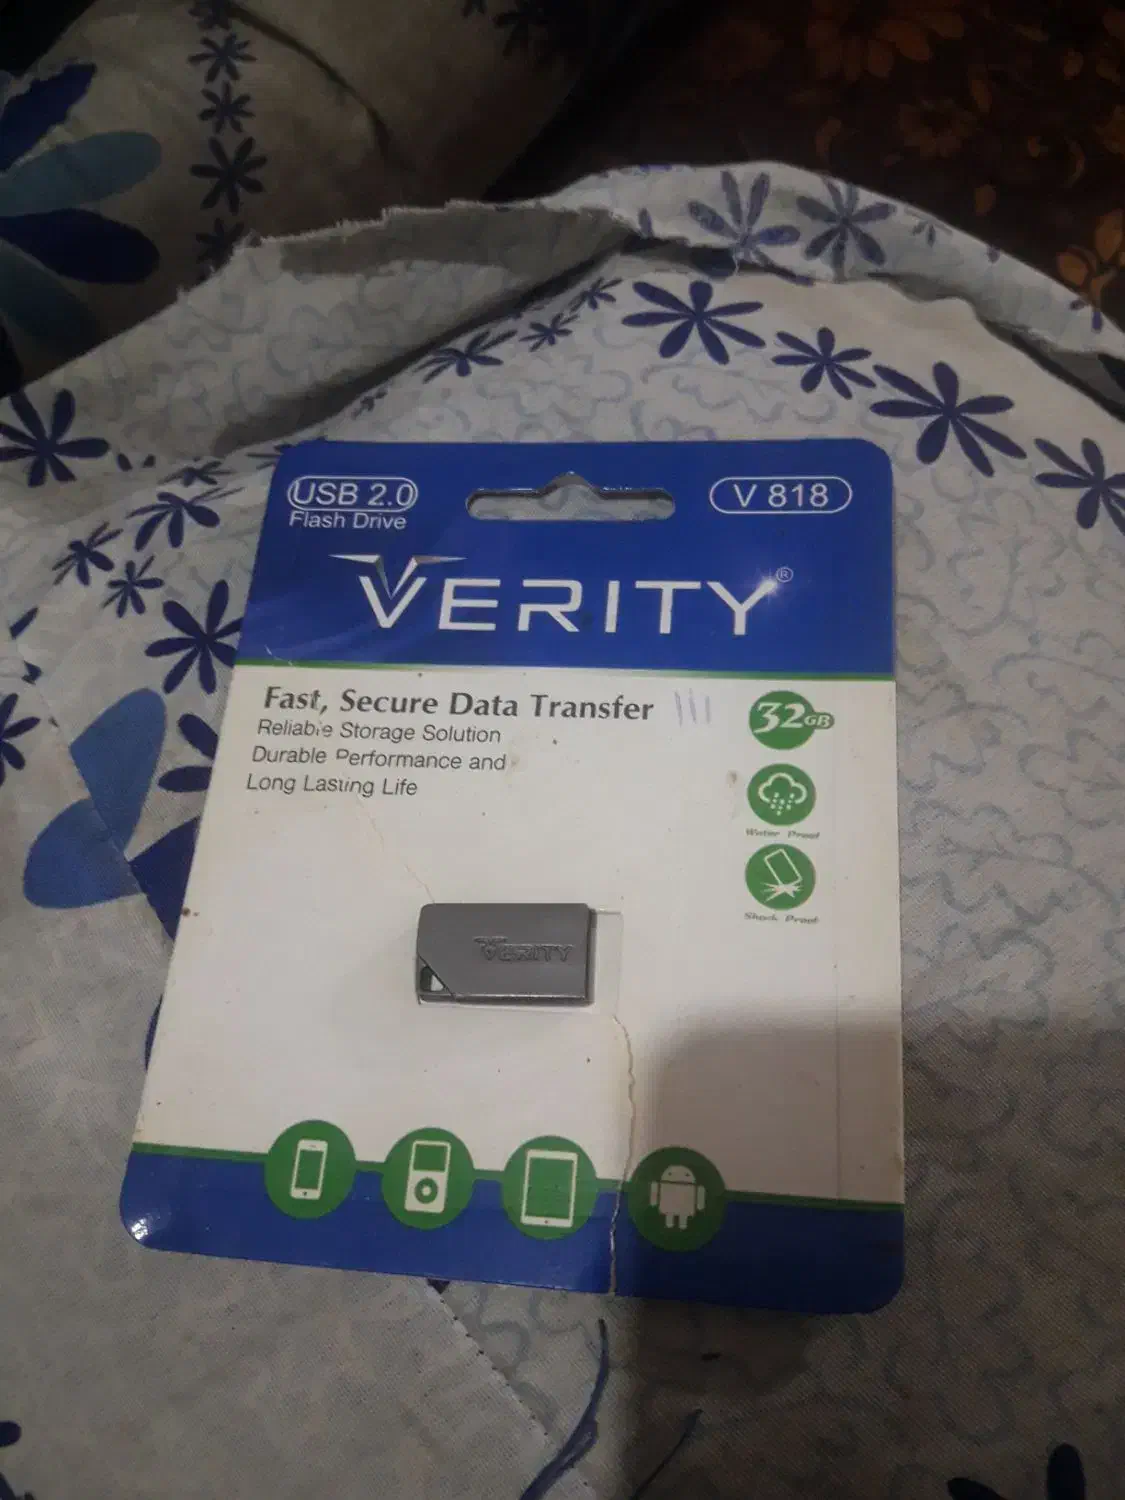 USB 2.0
Flash Drive
V 818
VERITY®
Fast, Secure Data Transfer
Reliable Storage Solution
Durable Performance and
Long Lasting Life
32GB
Water Proof
Shock Proof
VERITY